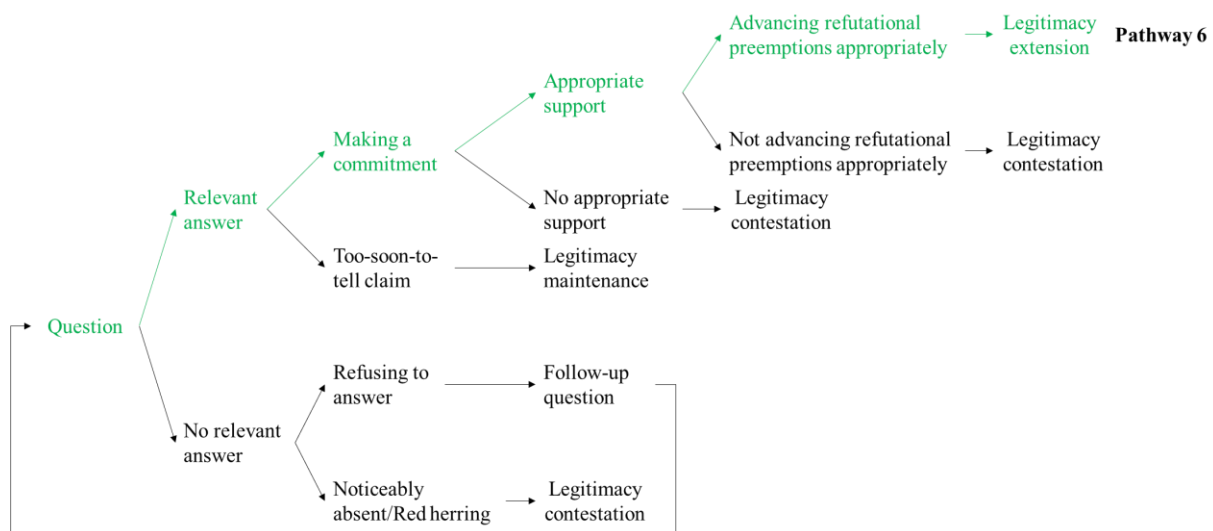 Advancing refutational
preemptions appropriately
Legitimacy
extension
Pathway 6
Appropriate
support
Making a
commitment
Not advancing refutational
preemptions appropriately
Legitimacy
contestation
Relevant
answer
No appropriate
support
Legitimacy
contestation
Too-soon-to-
tell claim
Legitimacy
maintenance
Question
Refusing to
answer
Follow-up
question
No relevant
answer
Noticeably
absent/Red herring
Legitimacy
contestation